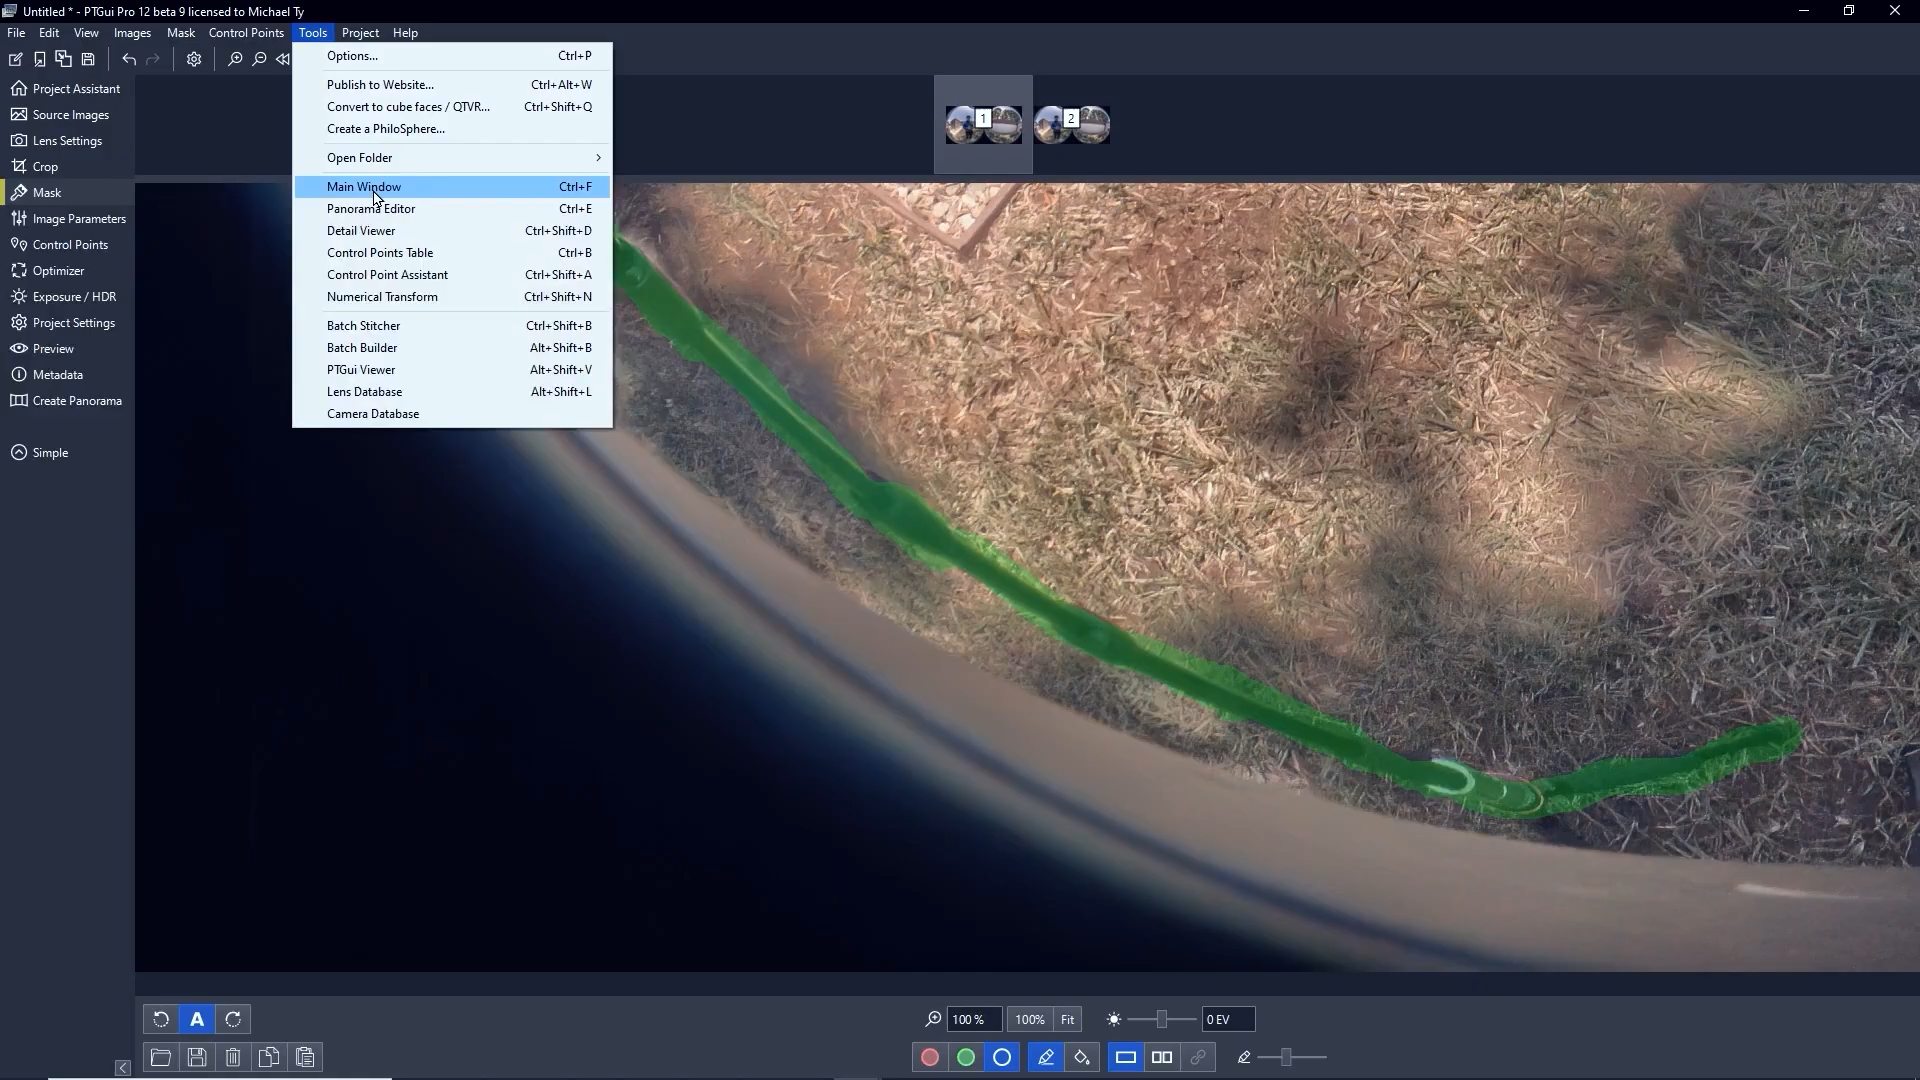 Untitled * - PTGui Pro 12 beta 9 licensed to Michael Ty
File Edit View Images Mask Control Points Tools Project Help
Options... Ctrl+P
Publish to Website... Ctrl+Alt+W
Convert to cube faces / QTVR... Ctrl+Shift+Q
Create a PhiloSphere...
Open Folder
Main Window Ctrl+F
Panorama Editor Ctrl+E
Detail Viewer Ctrl+Shift+D
Control Points Table Ctrl+B
Control Point Assistant Ctrl+Shift+A
Numerical Transform Ctrl+Shift+N
Batch Stitcher Ctrl+Shift+B
Batch Builder Alt+Shift+B
PTGui Viewer Alt+Shift+V
Lens Database Alt+Shift+L
Camera Database
Project Assistant
Source Images
Lens Settings
Crop
Mask
Image Parameters
Control Points
Optimizer
Exposure / HDR
Project Settings
Preview
Metadata
Create Panorama
Simple
1 2
A
100 % 100% Fit 0 EV